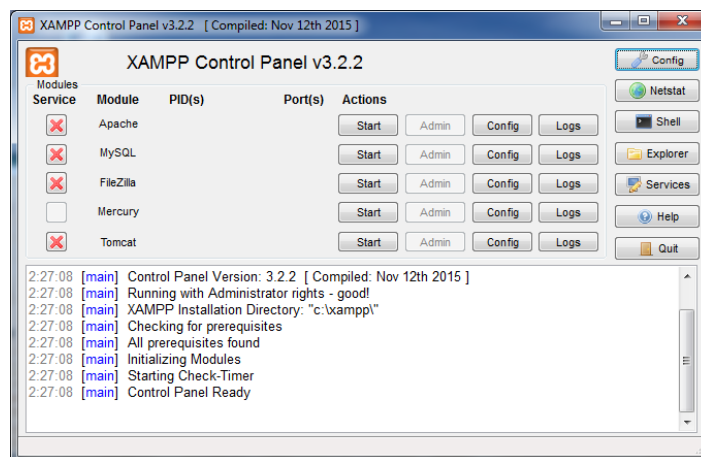 XAMPP Control Panel v3.2.2 [ Compiled: Nov 12th 2015 ]
XAMPP Control Panel v3.2.2
Config
Modules
Service Module PID(s) Port(s) Actions
Netstat
Apache Start Admin Config Logs
Shell
MySQL Start Admin Config Logs
Explorer
FileZilla Start Admin Config Logs
Services
Mercury Start Admin Config Logs
Help
Tomcat Start Admin Config Logs
Quit
2:27:08 [main] Control Panel Version: 3.2.2 [ Compiled: Nov 12th 2015 ]
2:27:08 [main] Running with Administrator rights - good!
2:27:08 [main] XAMPP Installation Directory: "c:\xampp\"
2:27:08 [main] Checking for prerequisites
2:27:08 [main] All prerequisites found
2:27:08 [main] Initializing Modules
2:27:08 [main] Starting Check-Timer
2:27:08 [main] Control Panel Ready